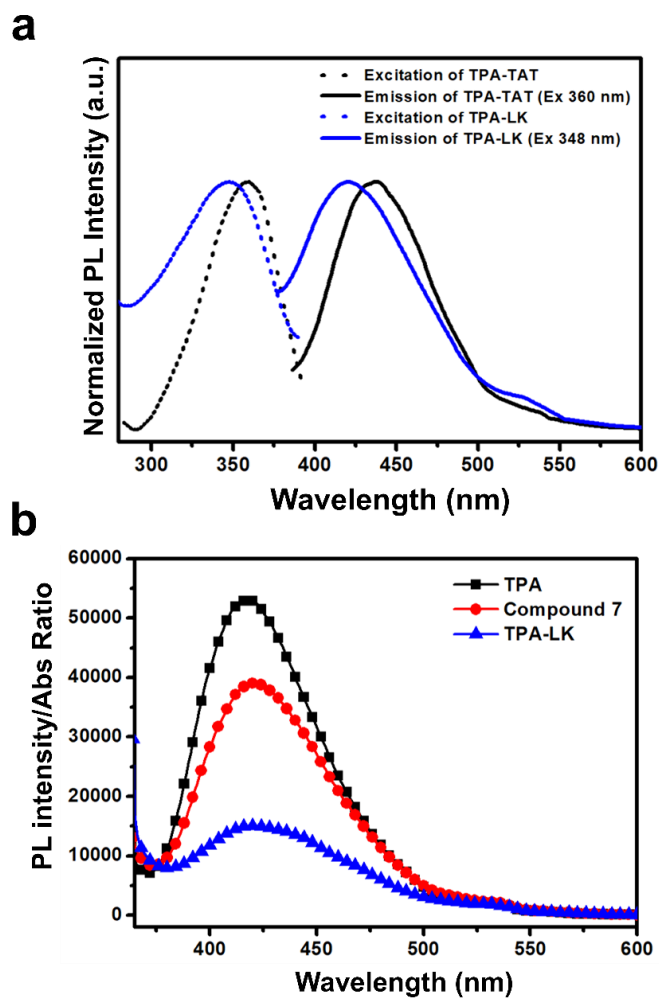 a
Excitation of TPA-TAT
Emission of TPA-TAT (Ex 360 nm)
Excitation of TPA-LK
Emission of TPA-LK (Ex 348 nm)
Normalized PL Intensity (a.u.)
300 350 400 450 500 550 600
Wavelength (nm)
b
60000
50000
40000
30000
20000
10000
0
TPA
Compound 7
TPA-LK
PL intensity/Abs Ratio
400 450 500 550 600
Wavelength (nm)